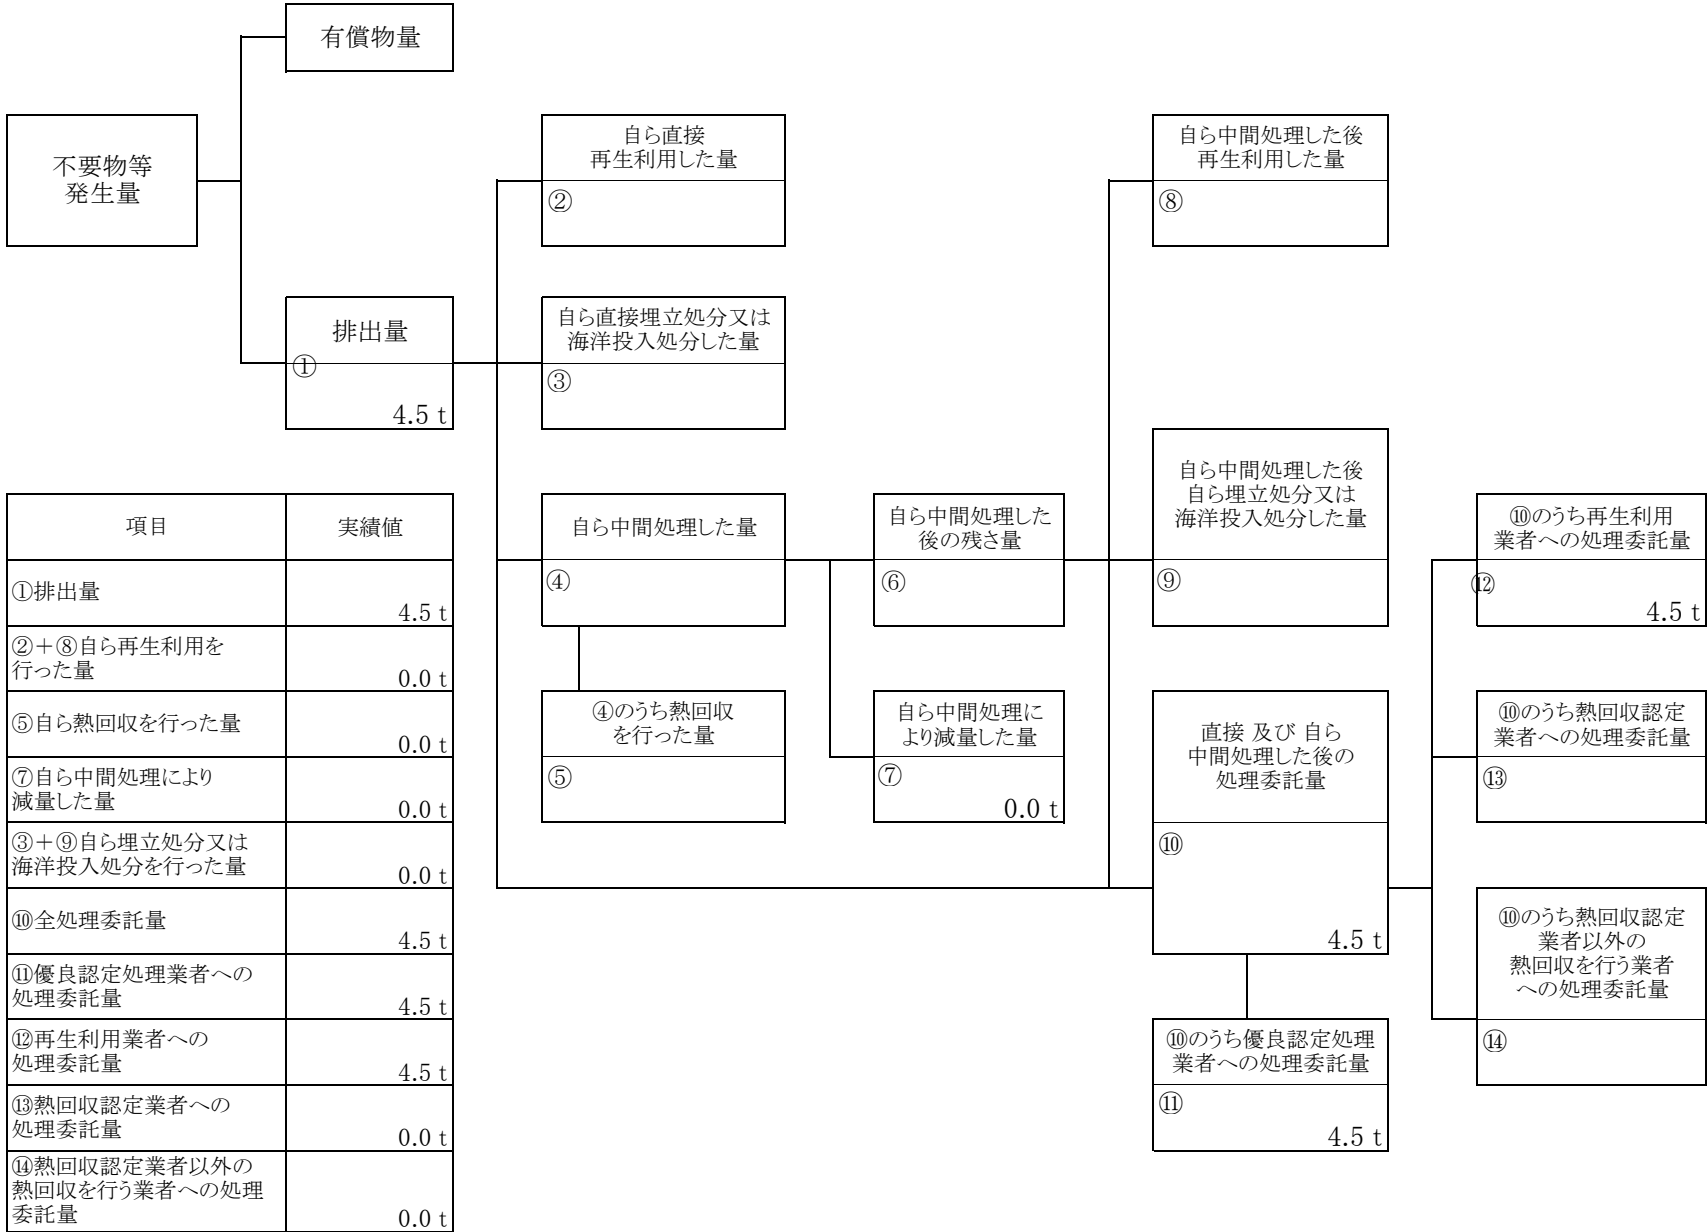 有償物量
不要物等
発生量
自ら直接
再生利用した量
②
自ら中間処理した後
再生利用した量
⑧
排出量
①
4.5 t
自ら直接埋立処分又は
海洋投入処分した量
③
自ら中間処理した量
④
自ら中間処理した
後の残さ量
⑥
自ら中間処理した後
自ら埋立処分又は
海洋投入処分した量
⑨
⑩のうち再生利用
業者への処理委託量
⑫
4.5 t
④のうち熱回収
を行った量
⑤
自ら中間処理に
より減量した量
⑦
0.0 t
直接 及び 自ら
中間処理した後の
処理委託量
⑩
4.5 t
⑩のうち熱回収認定
業者への処理委託量
⑬
⑩のうち熱回収認定
業者以外の
熱回収を行う業者
への処理委託量
⑭
⑩のうち優良認定処理
業者への処理委託量
⑪
4.5 t
項目 実績値
①排出量
4.5 t
②＋⑧自ら再生利用を
行った量
0.0 t
⑤自ら熱回収を行った量
0.0 t
⑦自ら中間処理により
減量した量
0.0 t
③＋⑨自ら埋立処分又は
海洋投入処分を行った量
0.0 t
⑩全処理委託量
4.5 t
⑪優良認定処理業者への
処理委託量
4.5 t
⑫再生利用業者への
処理委託量
4.5 t
⑬熱回収認定業者への
処理委託量
0.0 t
⑭熱回収認定業者以外の
熱回収を行う業者への処理
委託量
0.0 t